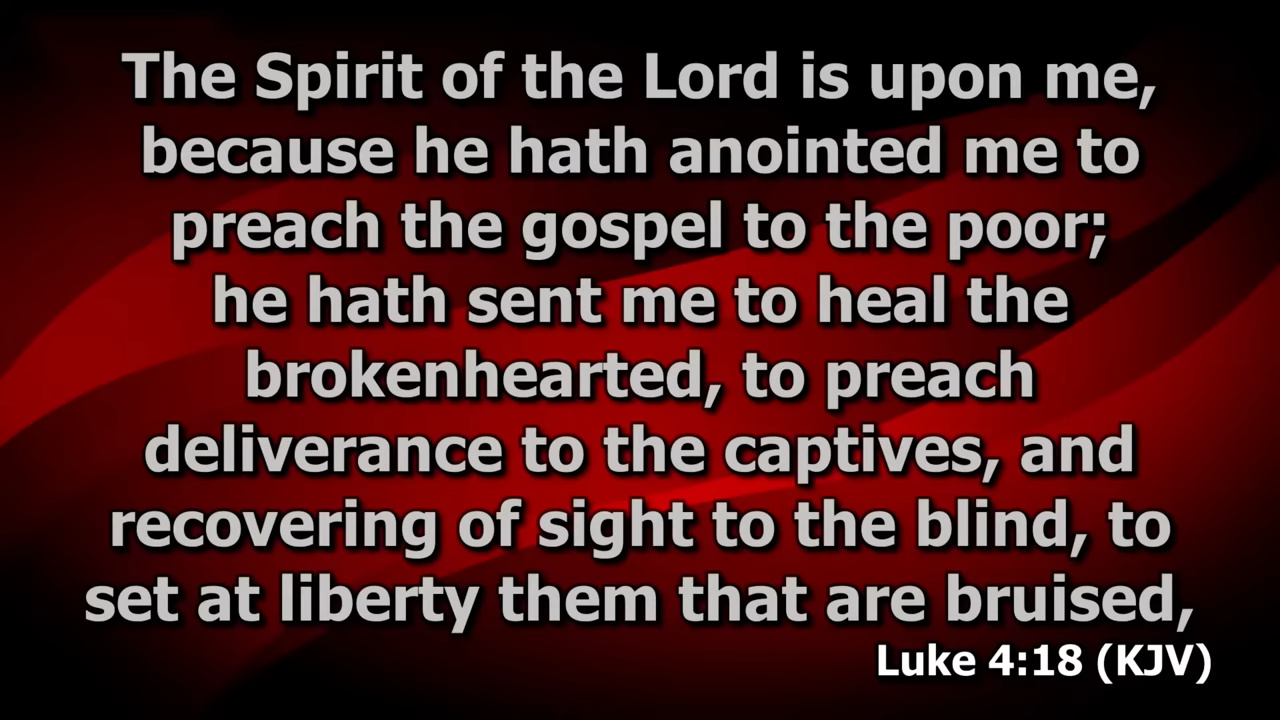 The Spirit of the Lord is upon me,
because he hath anointed me to
preach the gospel to the poor;
he hath sent me to heal the
brokenhearted, to preach
deliverance to the captives, and
recovering of sight to the blind, to
set at liberty them that are bruised,
Luke 4:18 (KJV)